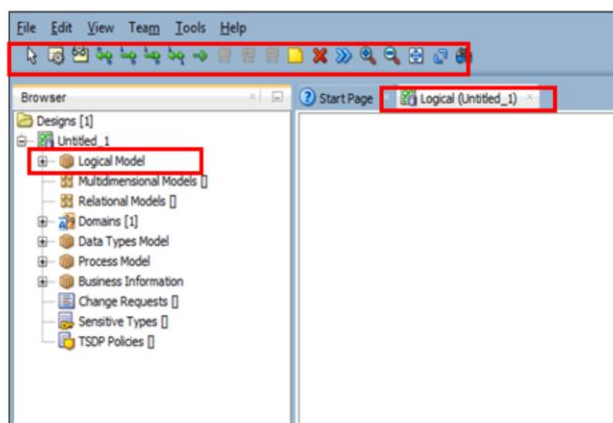 File Edit View Team Tools Help
Browser
Start Page
Logical (Untitled_1)
Designs [1]
Untitled_1
Logical Model
Multidimensional Models []
Relational Models []
Domains [1]
Data Types Model
Process Model
Business Information
Change Requests []
Sensitive Types []
TSDP Policies []